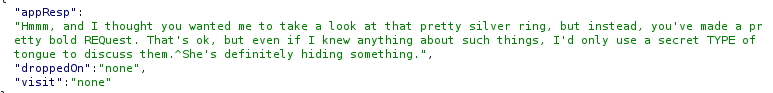 "appResp":
"Hmmm, and I thought you wanted me to take a look at that pretty silver ring, but instead, you've made a pr
etty bold REQuest. That's ok, but even if I knew anything about such things, I'd only use a secret TYPE of
tongue to discuss them.^She's definitely hiding something.",
"droppedOn":"none",
"visit":"none"